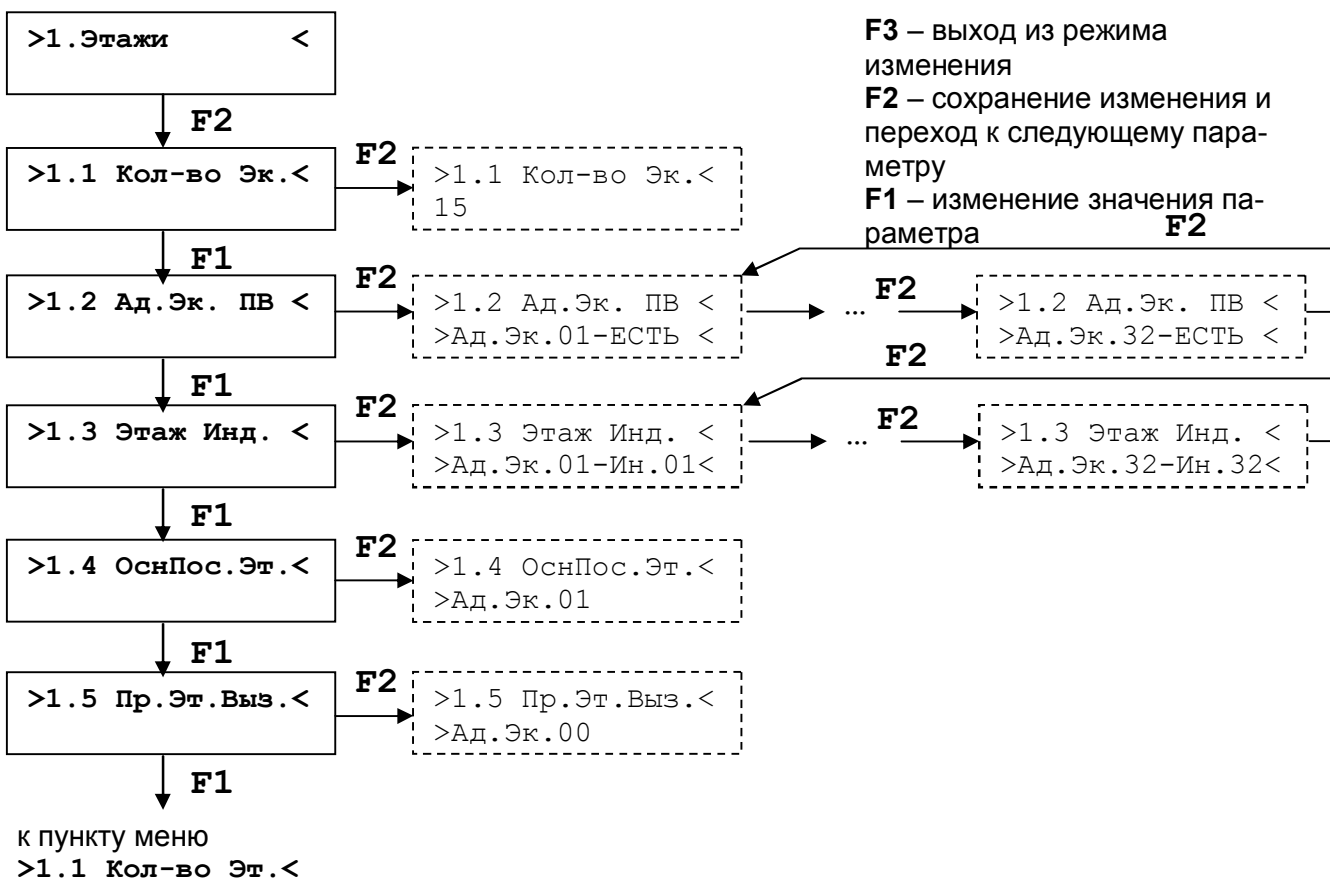 >1.Этажи <
F2
>1.1 Кол-во Эк.<
F2
>1.1 Кол-во Эк.<
15
F3 – выход из режима
изменения
F2 – сохранение изменения и
переход к следующему пара-
метру
F1 – изменение значения па-
раметра
F2
F1
>1.2 Ад.Эк. ПВ <
F2
>1.2 Ад.Эк. ПВ <
>Ад.Эк.01-ЕСТЬ <
...
F2
>1.2 Ад.Эк. ПВ <
>Ад.Эк.32-ЕСТЬ <
F2
F1
>1.3 Этаж Инд. <
F2
>1.3 Этаж Инд. <
>Ад.Эк.01-Ин.01<
...
F2
>1.3 Этаж Инд. <
>Ад.Эк.32-Ин.32<
F1
>1.4 ОснПос.Эт.<
F2
>1.4 ОснПос.Эт.<
>Ад.Эк.01
F1
>1.5 Пр.Эт.Выз.<
F2
>1.5 Пр.Эт.Выз.<
>Ад.Эк.00
F1
к пункту меню
>1.1 Кол-во Эт.<